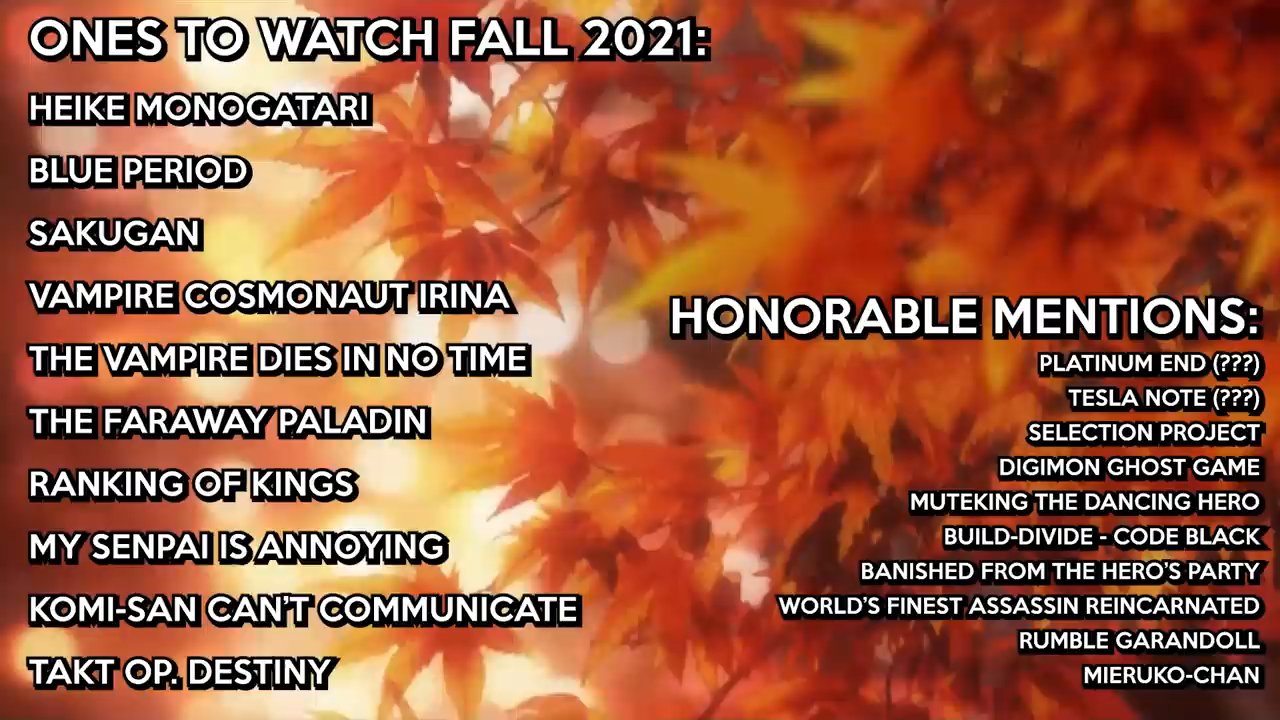 ONES TO WATCH FALL 2021:
HEIKE MONOGATARI
BLUE PERIOD
SAKUGAN
VAMPIRE COSMONAUT IRINA
THE VAMPIRE DIES IN NO TIME
THE FARAWAY PALADIN
RANKING OF KINGS
MY SENPAI IS ANNOYING
KOMI-SAN CAN'T COMMUNICATE
TAKT OP. DESTINY
HONORABLE MENTIONS:
PLATINUM END (???)
TESLA NOTE (???)
SELECTION PROJECT
DIGIMON GHOST GAME
MUTEKING THE DANCING HERO
BUILD-DIVIDE - CODE BLACK
BANISHED FROM THE HERO'S PARTY
WORLD'S FINEST ASSASSIN REINCARNATED
RUMBLE GARANDOLL
MIERUKO-CHAN